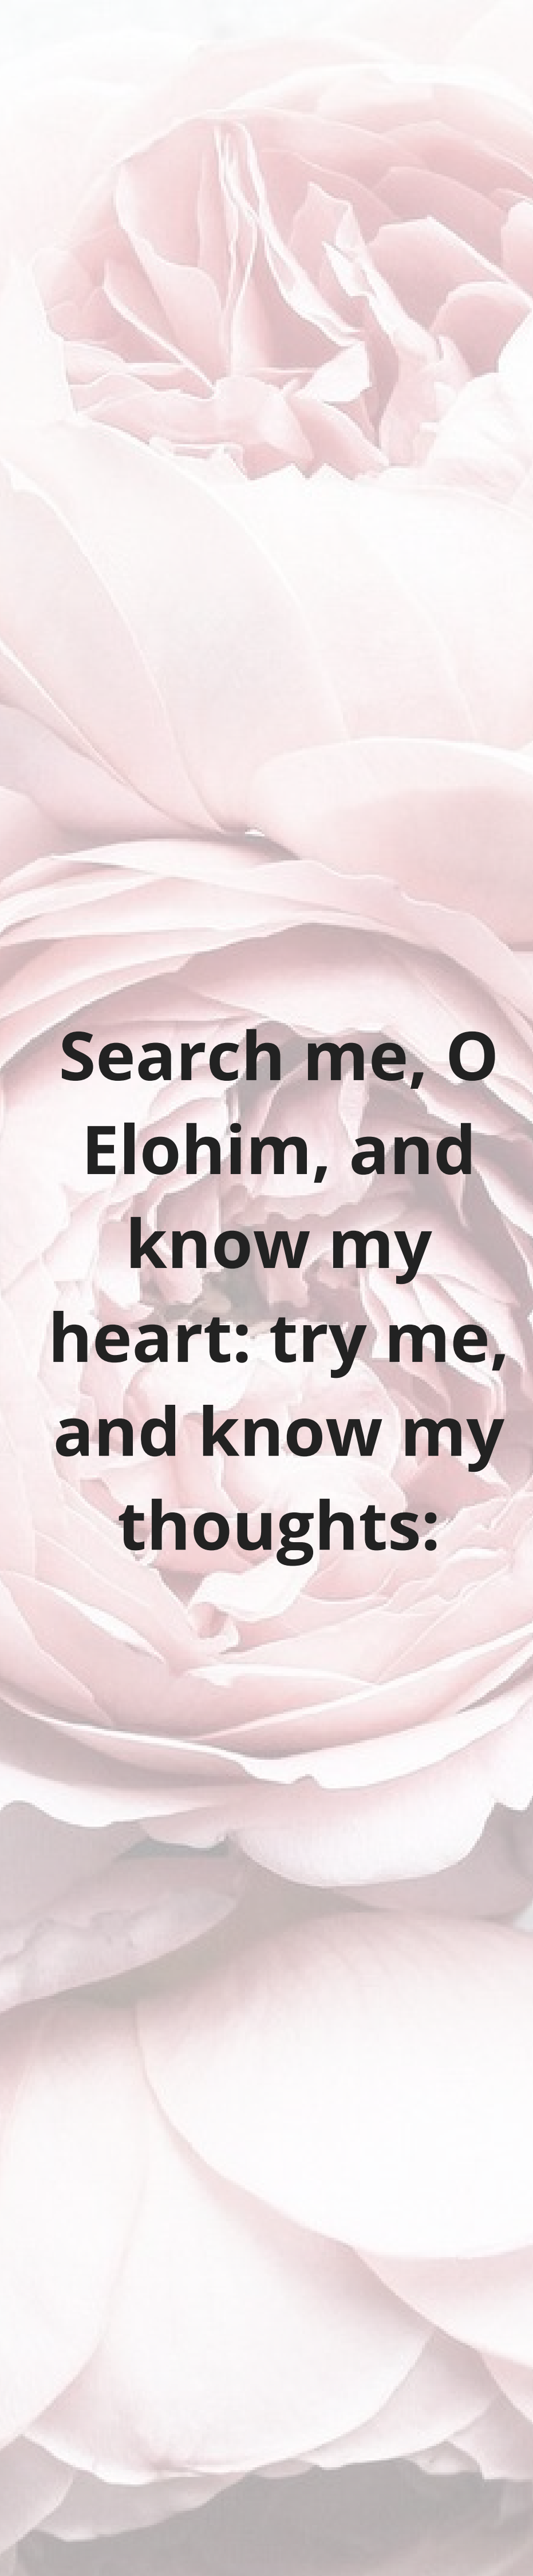 Search me, O
Elohim, and
know my
heart: try me,
and know my
thoughts: